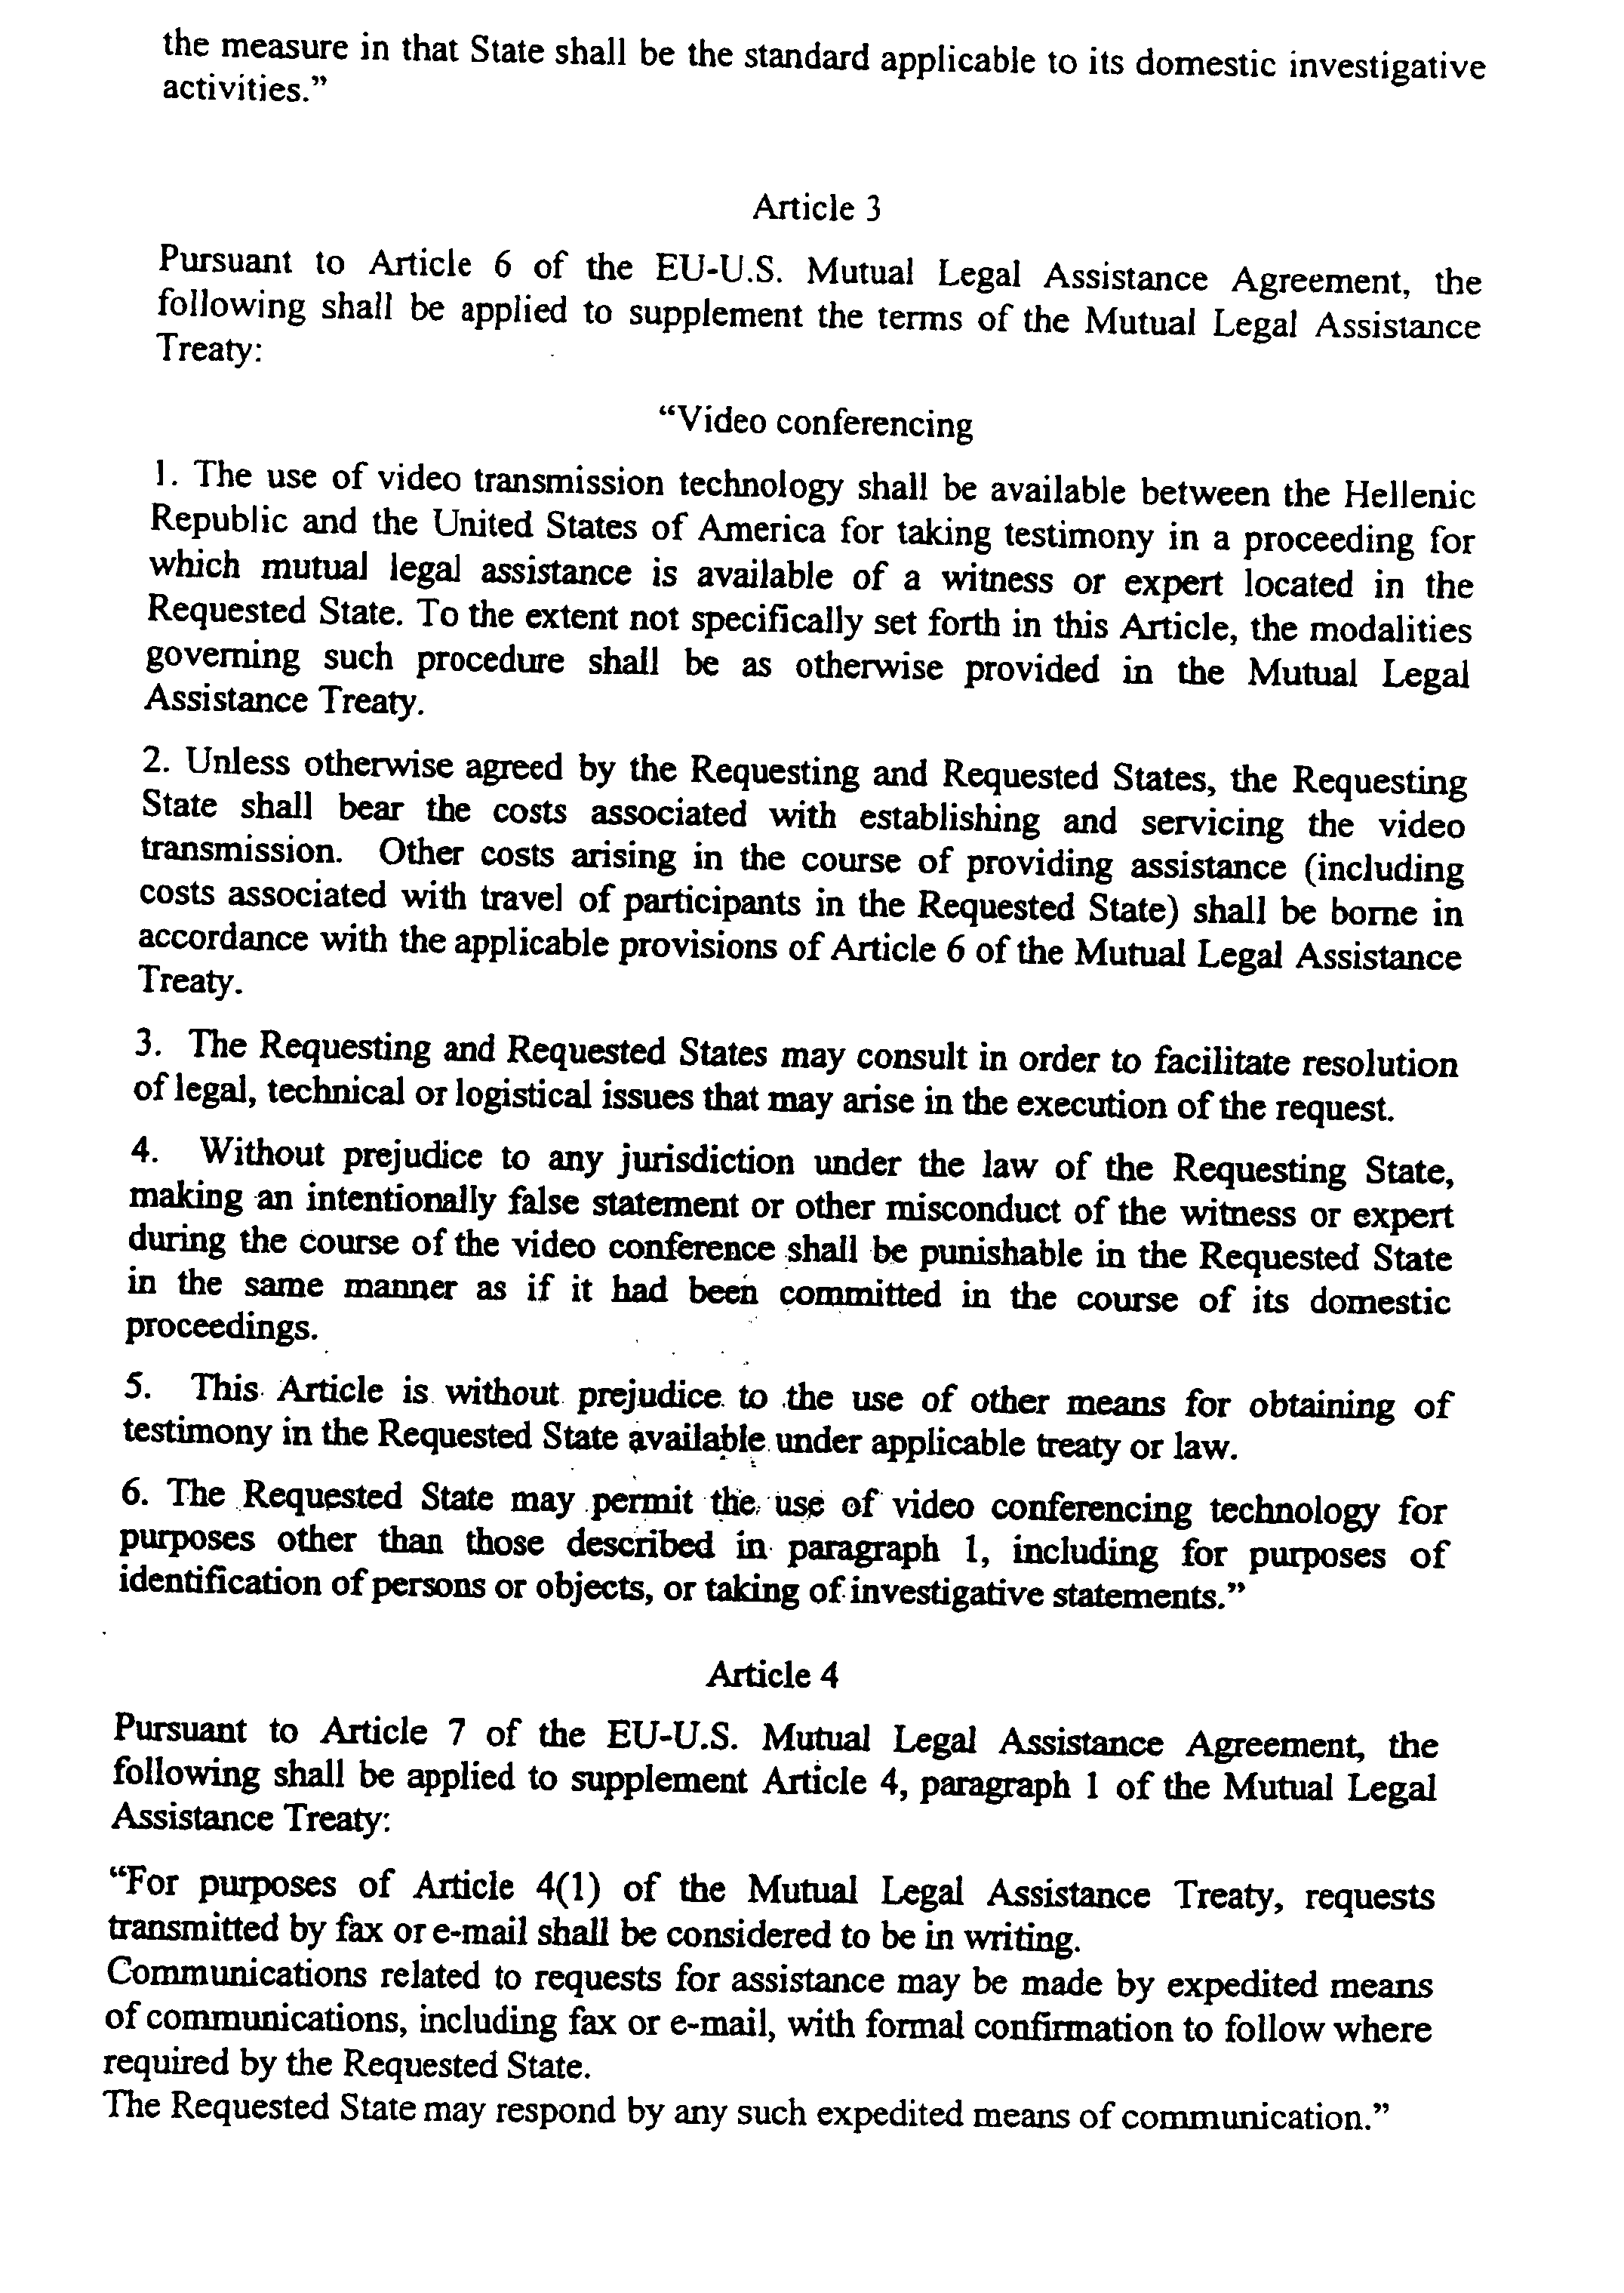 the measure in that State shall be the standard applicable to its domestic investigative
activities.”
Article 3
Pursuant to Article 6 of the EU-U.S. Mutual Legal Assistance Agreement, the
following shall be applied to supplement the terms of the Mutual Legal Assistance
Treaty:
“Video conferencing
1. The use of video transmission technology shall be available between the Hellenic
Republic and the United States of America for taking testimony in a proceeding for
which mutual legal assistance is available of a witness or expert located in the
Requested State. To the extent not specifically set forth in this Article, the modalities
governing such procedure shall be as otherwise provided in the Mutual Legal
Assistance Treaty.
2. Unless otherwise agreed by the Requesting and Requested States, the Requesting
State shall bear the costs associated with establishing and servicing the video
transmission. Other costs arising in the course of providing assistance (including
costs associated with travel of participants in the Requested State) shall be borne in
accordance with the applicable provisions of Article 6 of the Mutual Legal Assistance
Treaty.
3. The Requesting and Requested States may consult in order to facilitate resolution
of legal, technical or logistical issues that may arise in the execution of the request.
4. Without prejudice to any jurisdiction under the law of the Requesting State,
making an intentionally false statement or other misconduct of the witness or expert
during the course of the video conference shall be punishable in the Requested State
in the same manner as if it had been committed in the course of its domestic
proceedings.
5. This Article is without prejudice to the use of other means for obtaining of
testimony in the Requested State available under applicable treaty or law.
6. The Requested State may permit the use of video conferencing technology for
purposes other than those described in paragraph 1, including for purposes of
identification of persons or objects, or taking of investigative statements.”
Article 4
Pursuant to Article 7 of the EU-U.S. Mutual Legal Assistance Agreement, the
following shall be applied to supplement Article 4, paragraph 1 of the Mutual Legal
Assistance Treaty:
“For purposes of Article 4(1) of the Mutual Legal Assistance Treaty, requests
transmitted by fax or e-mail shall be considered to be in writing.
Communications related to requests for assistance may be made by expedited means
of communications, including fax or e-mail, with formal confirmation to follow where
required by the Requested State.
The Requested State may respond by any such expedited means of communication.”